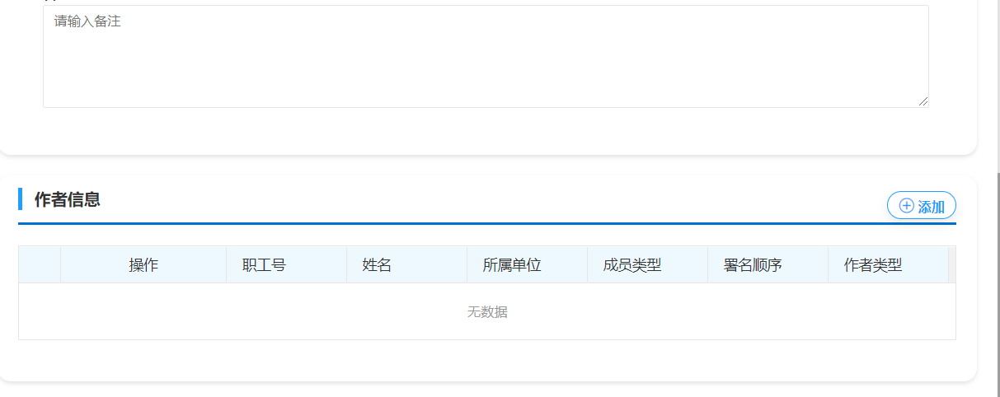 请输入备注
作者信息
添加
操作 职工号 姓名 所属单位 成员类型 署名顺序 作者类型
无数据